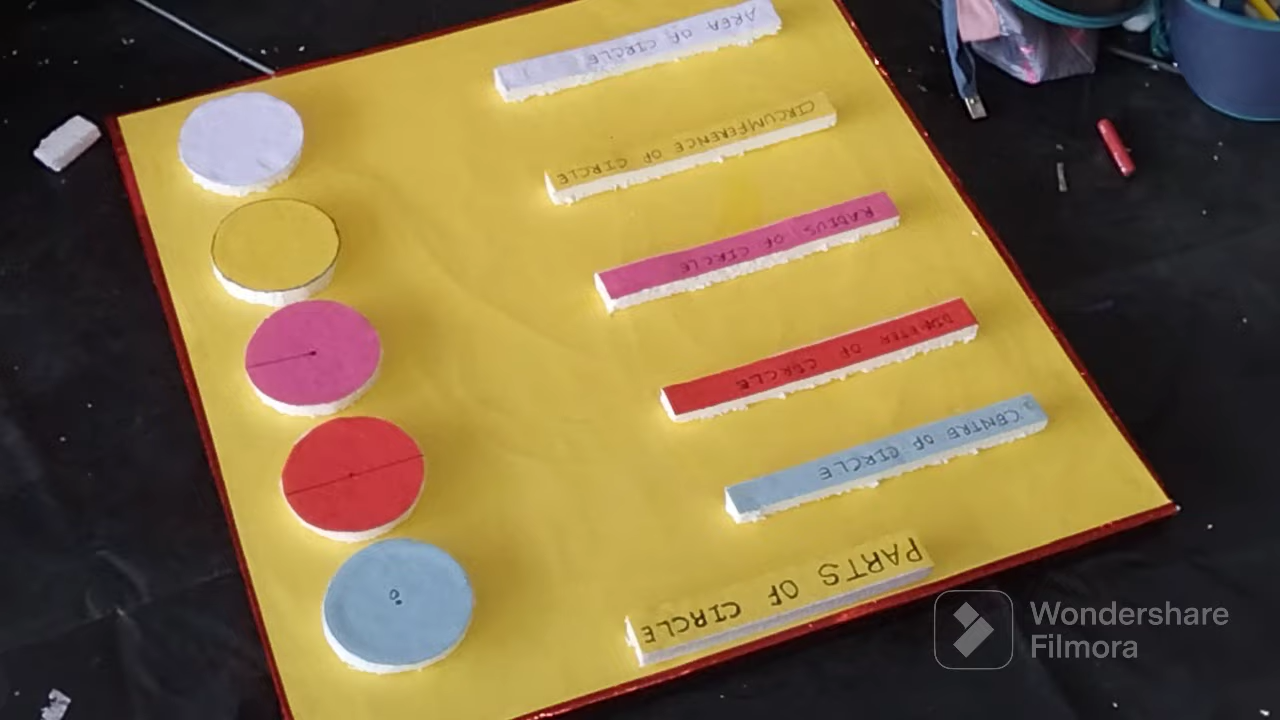 PARTS OF CIRCLE
CENTRE OF CIRCLE
DIAMETER OF CIRCLE
RADIUS OF CIRCLE
CIRCUMFERENCE OF CIRCLE
AREA OF CIRCLE
o
Wondershare
Filmora